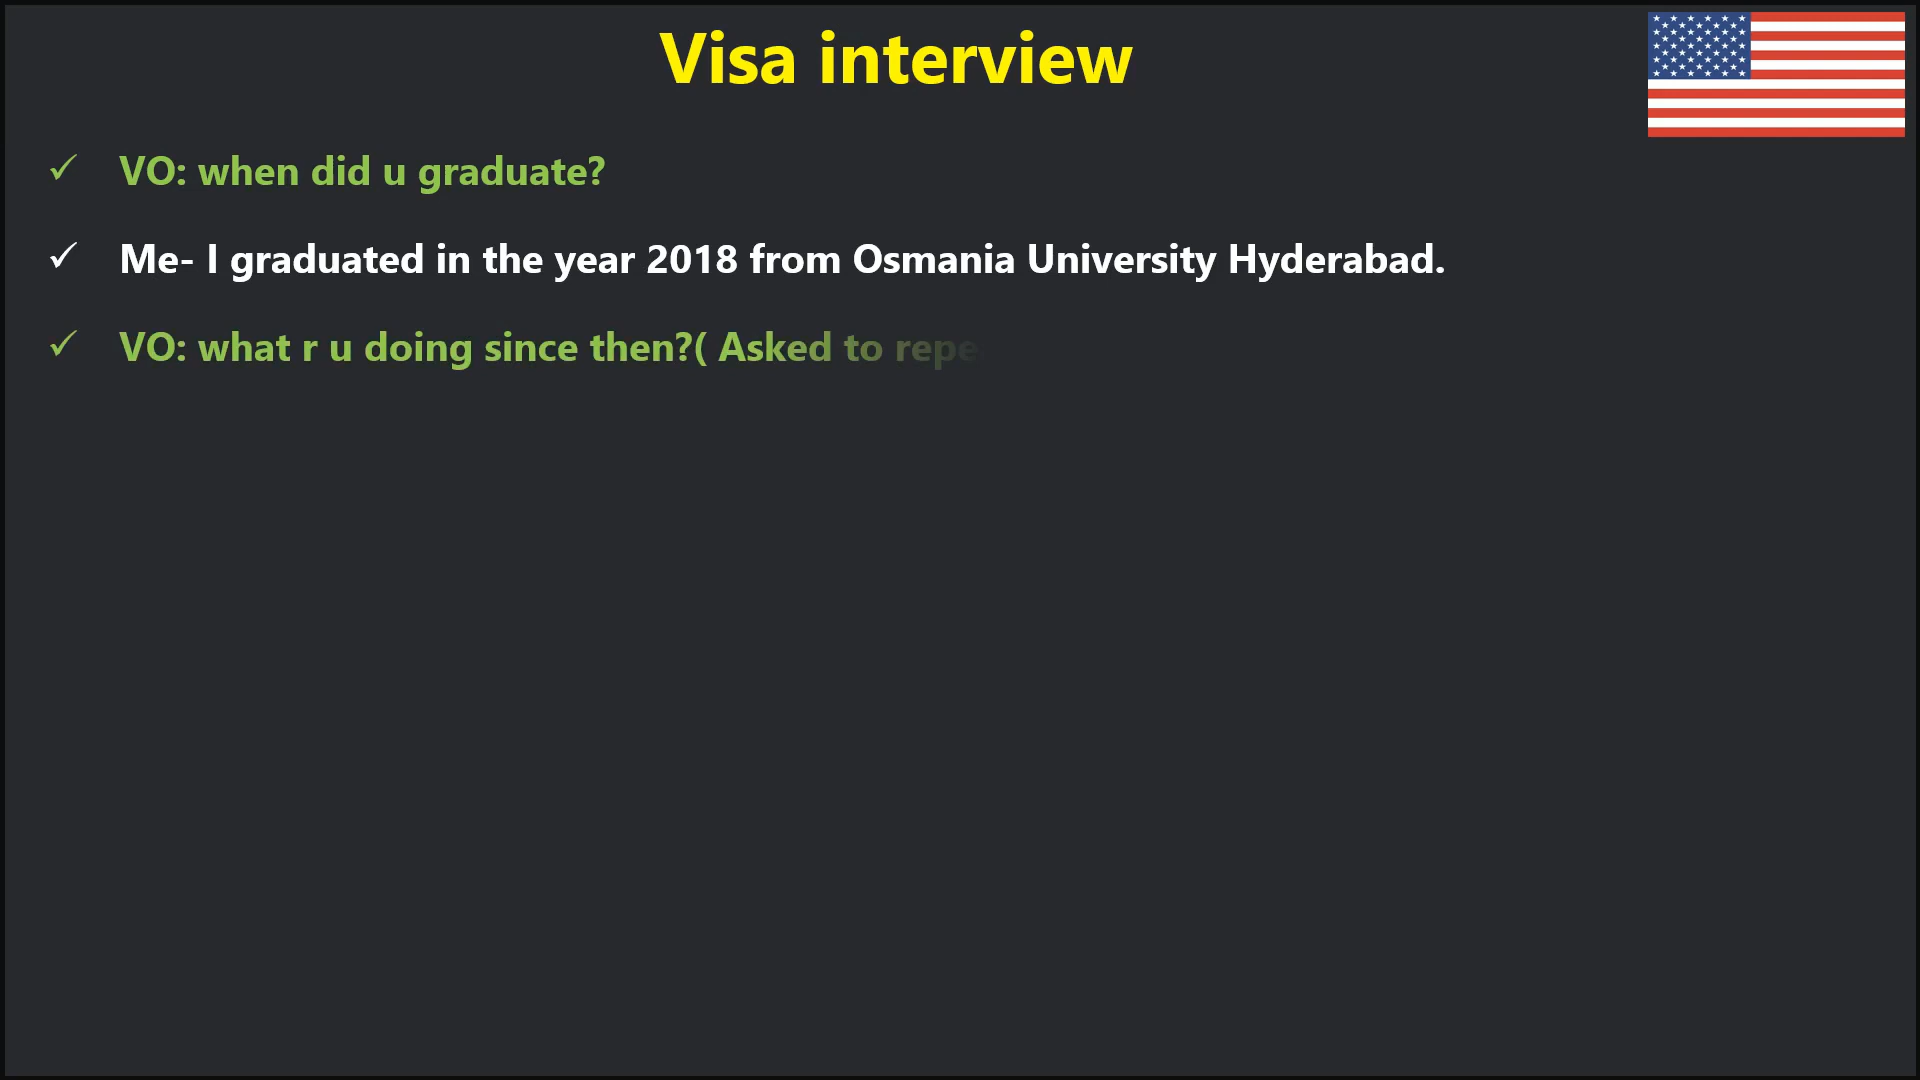 Visa interview
VO: when did u graduate?
Me- I graduated in the year 2018 from Osmania University Hyderabad.
VO: what r u doing since then?( Asked to repe